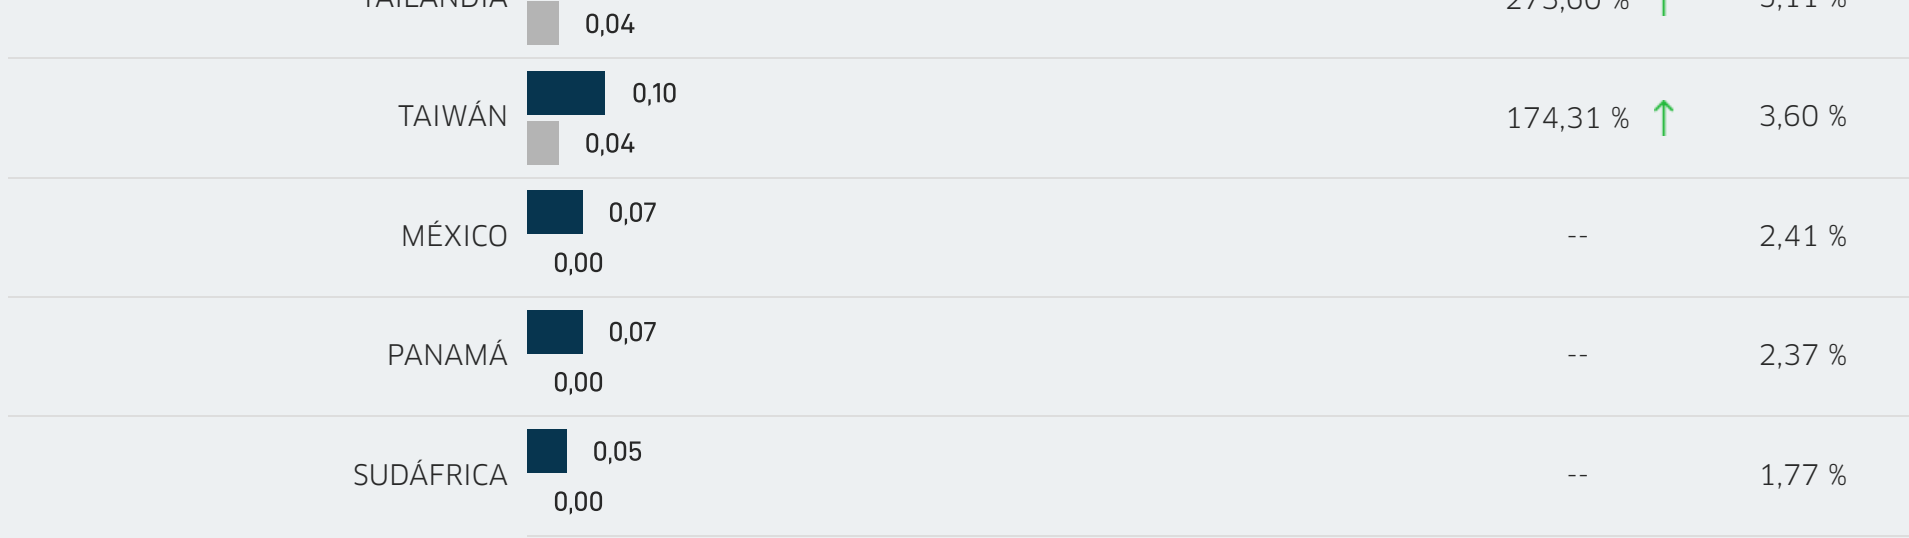 TAILANDIA
0,04
TAIWÁN 0,10 174,31 % 3,60 %
0,04
MÉXICO 0,07 -- 2,41 %
0,00
PANAMÁ 0,07 -- 2,37 %
0,00
SUDÁFRICA 0,05 -- 1,77 %
0,00